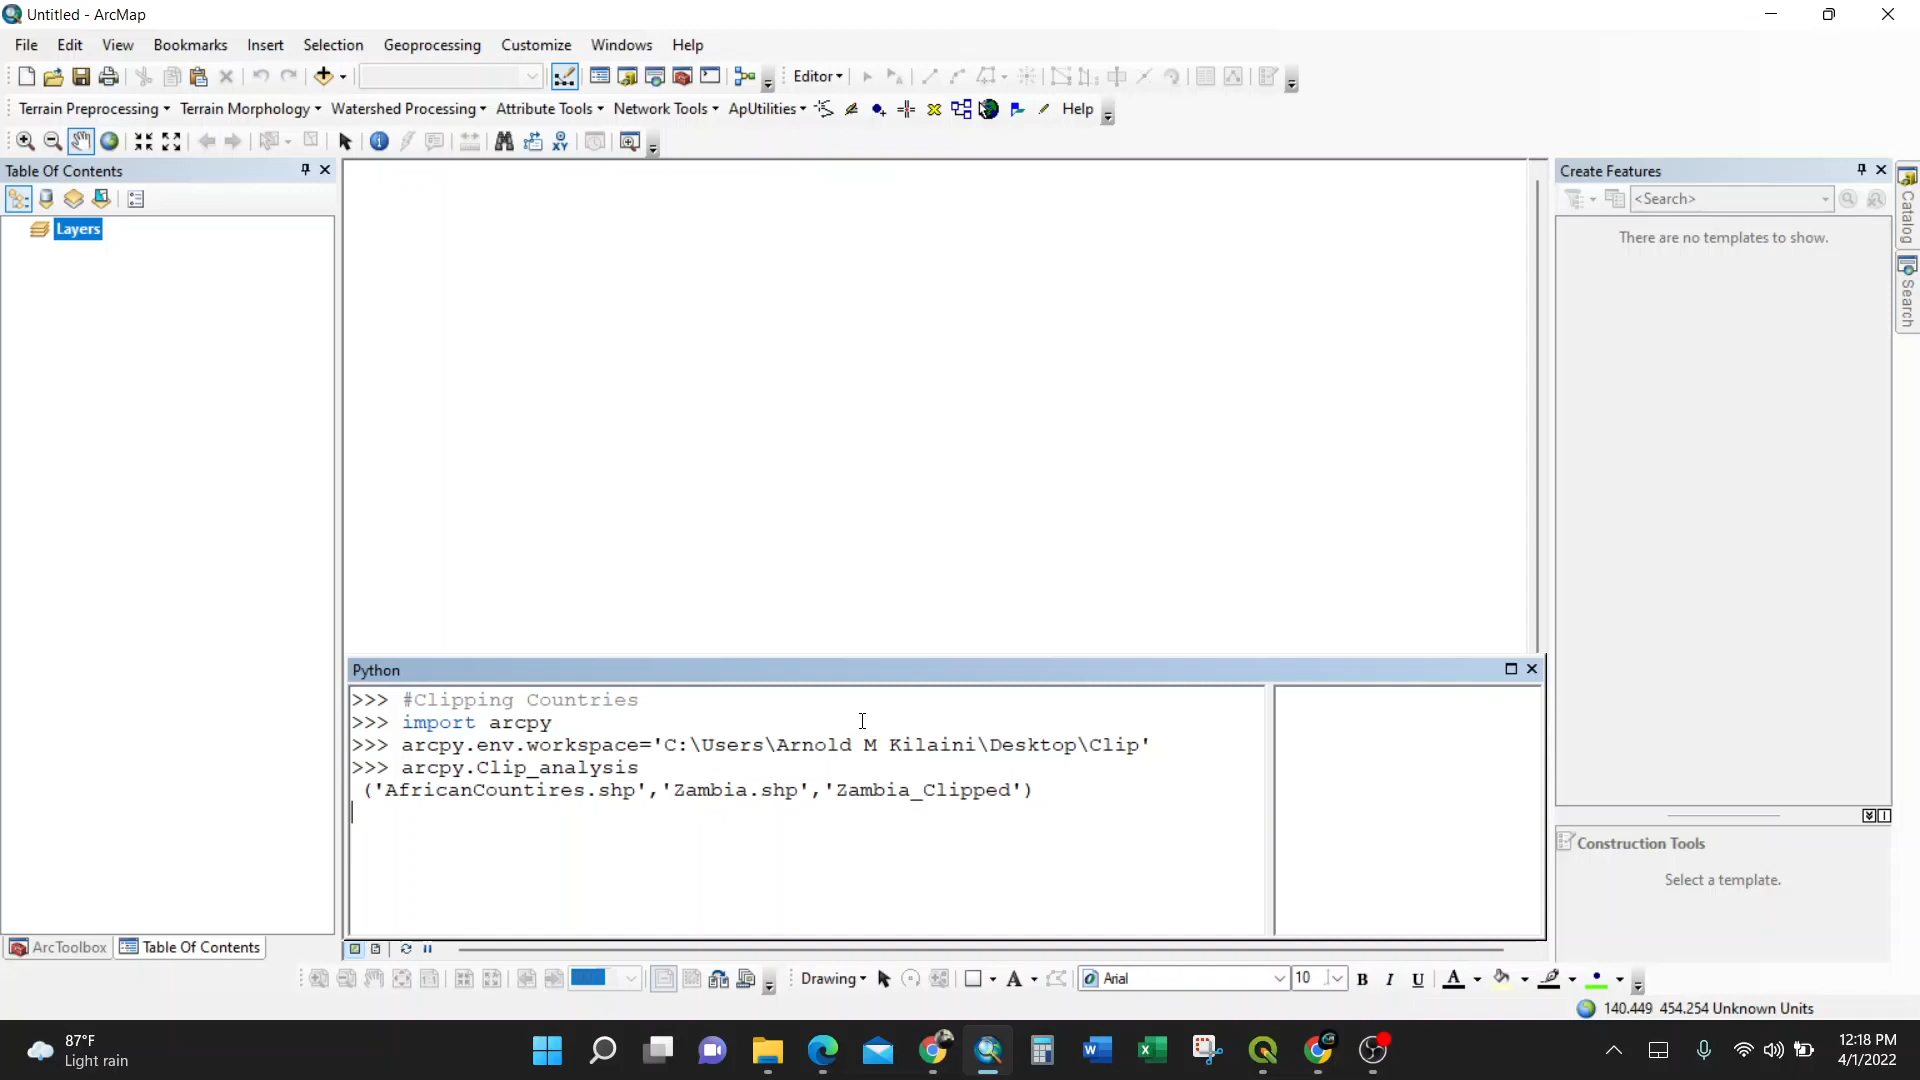 Untitled - ArcMap
File Edit View Bookmarks Insert Selection Geoprocessing Customize Windows Help
Editor
Terrain Preprocessing Terrain Morphology Watershed Processing Attribute Tools Network Tools ApUtilities Help
Table Of Contents
Layers
Create Features
<Search>
There are no templates to show.
Catalog
Search
Python
>>> #Clipping Countries
>>> import arcpy
>>> arcpy.env.workspace='C:\Users\Arnold M Kilaini\Desktop\Clip'
>>> arcpy.Clip_analysis
('AfricanCountires.shp','Zambia.shp','Zambia_Clipped')
Construction Tools
Select a template.
ArcToolbox Table Of Contents
Drawing A Arial 10 B I U A
140.449 454.254 Unknown Units
87°F
Light rain
12:18 PM
4/1/2022